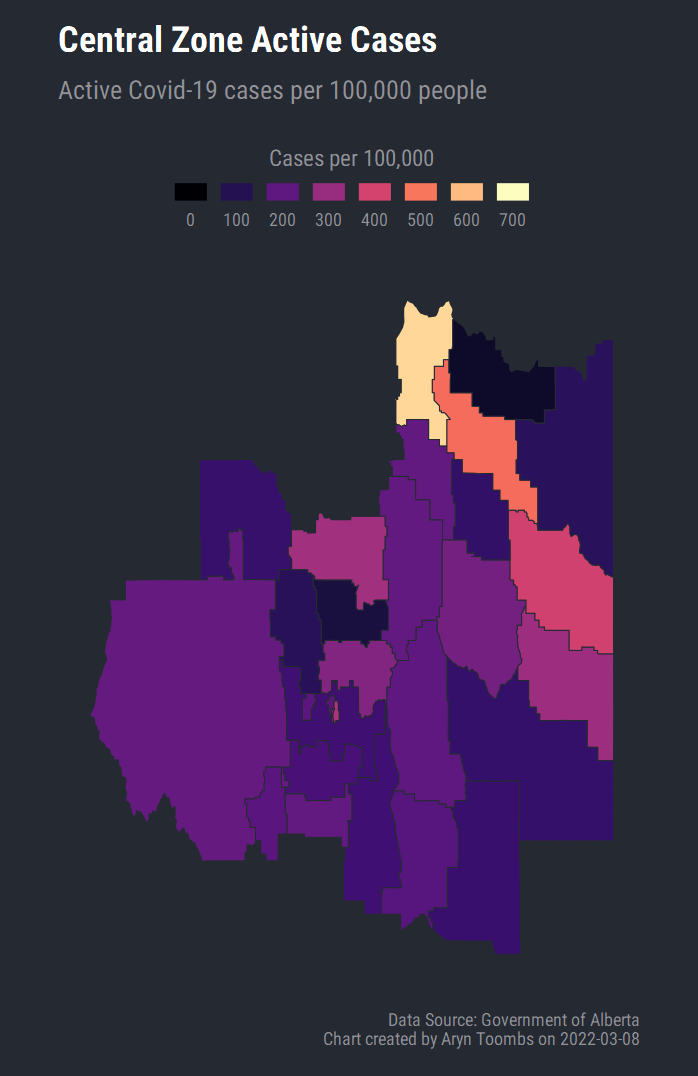 Central Zone Active Cases
Active Covid-19 cases per 100,000 people
Cases per 100,000
0 100 200 300 400 500 600 700
Data Source: Government of Alberta
Chart created by Aryn Toombs on 2022-03-08